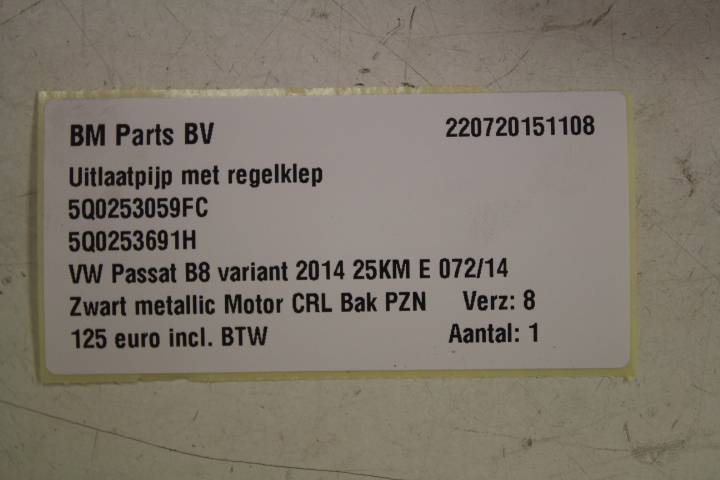 BM Parts BV 220720151108
Uitlaatpijp met regelklep
5Q0253059FC
5Q0253691H
VW Passat B8 variant 2014 25KM E 072/14
Zwart metallic Motor CRL Bak PZN Verz: 8
125 euro incl. BTW Aantal: 1